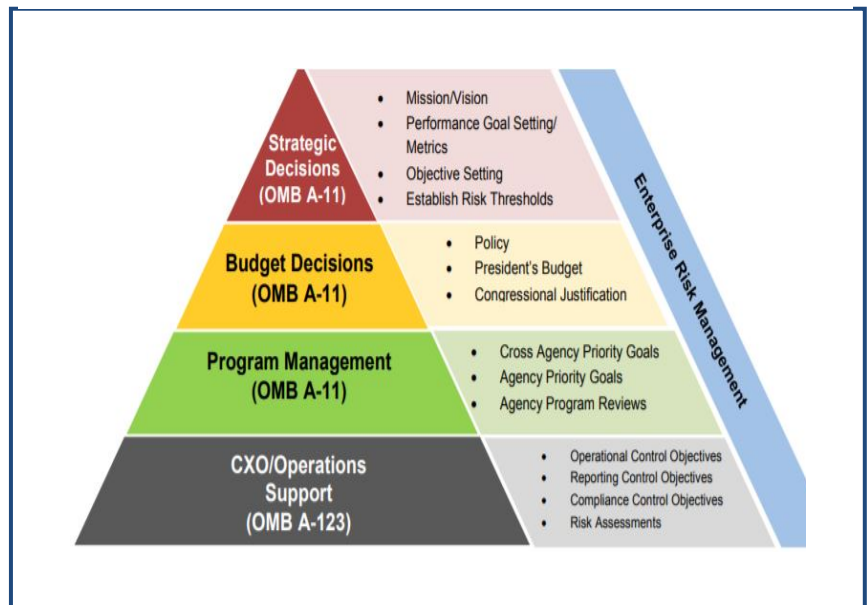 Strategic
Decisions
(OMB A-11)
• Mission/Vision
• Performance Goal Setting/
Metrics
• Objective Setting
• Establish Risk Thresholds
Budget Decisions
(OMB A-11)
• Policy
• President's Budget
• Congressional Justification
Program Management
(OMB A-11)
• Cross Agency Priority Goals
• Agency Priority Goals
• Agency Program Reviews
CXO/Operations
Support
(OMB A-123)
• Operational Control Objectives
• Reporting Control Objectives
• Compliance Control Objectives
• Risk Assessments
Enterprise Risk Management